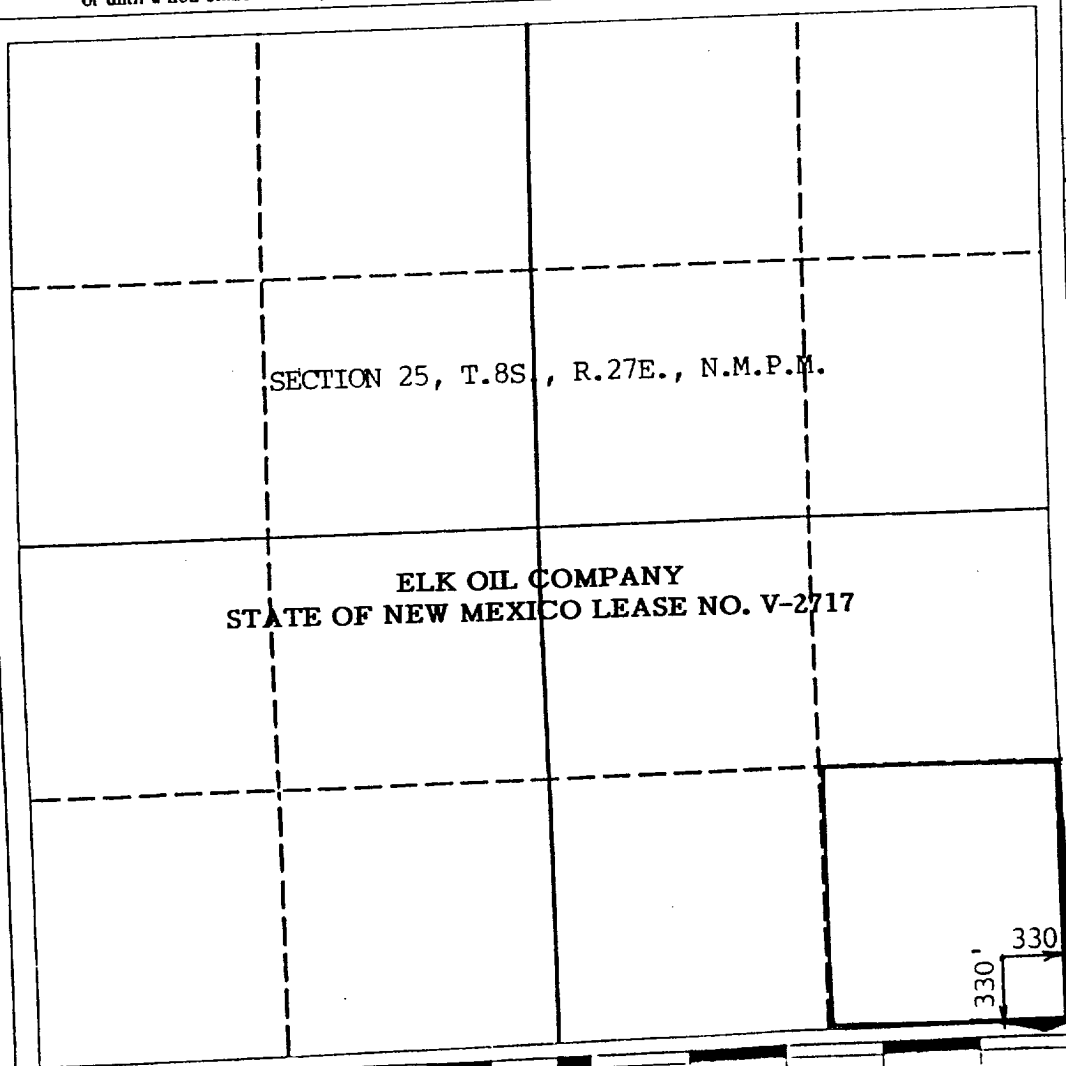 SECTION 25, T.8S., R.27E., N.M.P.M.
ELK OIL COMPANY
STATE OF NEW MEXICO LEASE NO. V-2717
330
330'